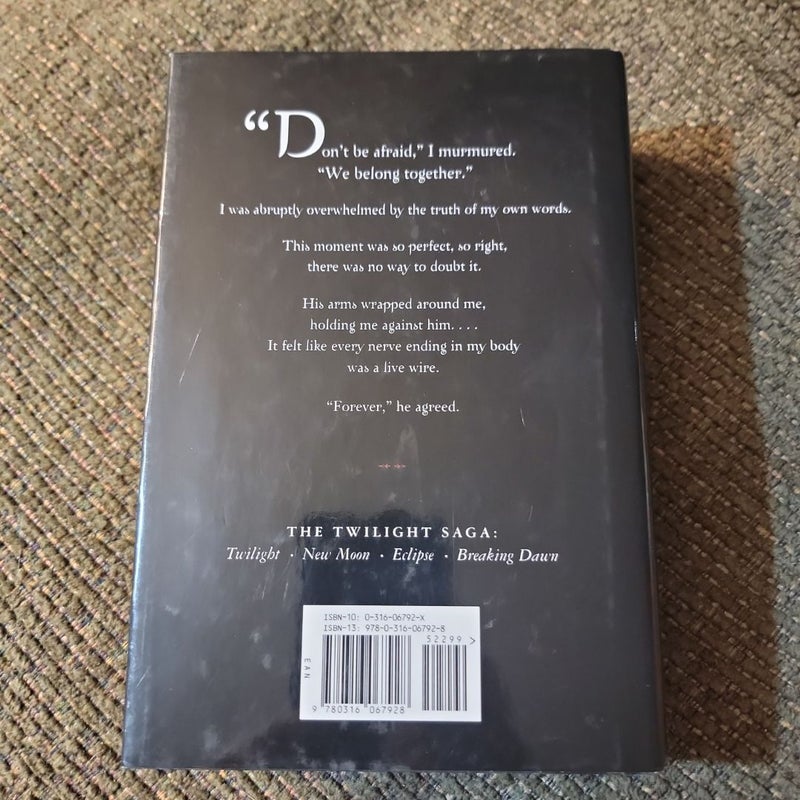 “Don’t be afraid,” I murmured.
“We belong together.”
I was abruptly overwhelmed by the truth of my own words.
This moment was so perfect, so right,
there was no way to doubt it.
His arms wrapped around me,
holding me against him. . . .
It felt like every nerve ending in my body
was a live wire.
“Forever,” he agreed.
THE TWILIGHT SAGA:
Twilight · New Moon · Eclipse · Breaking Dawn
ISBN-10: 0-316-06792-X
ISBN-13: 978-0-316-06792-8
52299 >
EAN
9 780316 067928